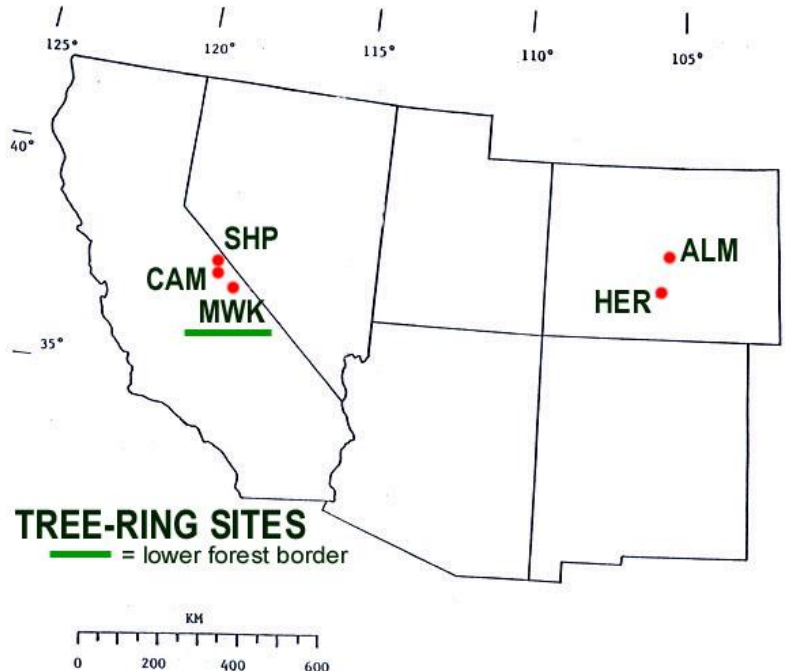 125° 120° 115° 110° 105°
40°
SHP
ALM
CAM
HER
MWK
35°
TREE-RING SITES
= lower forest border
KM
0 200 400 600